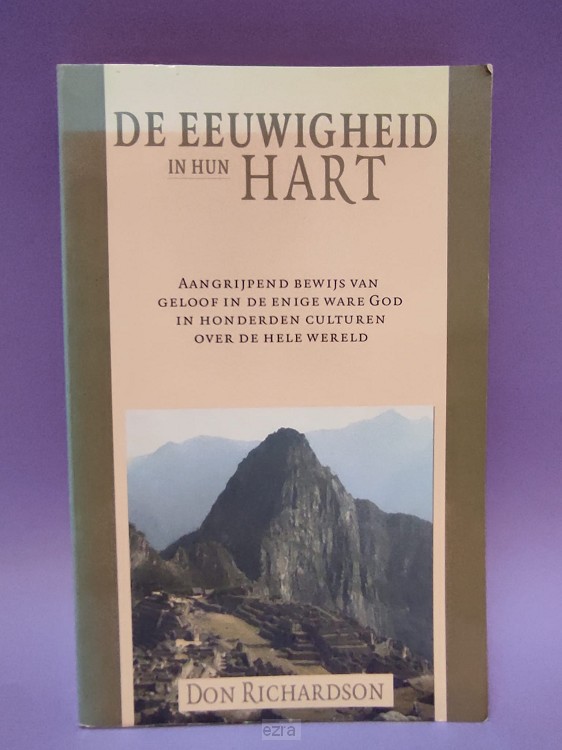 DE EEUWIGHEID
IN HUN HART
AANGRIJPEND BEWIJS VAN
GELOOF IN DE ENIGE WARE GOD
IN HONDERDEN CULTUREN
OVER DE HELE WERELD
DON RICHARDSON
ezra